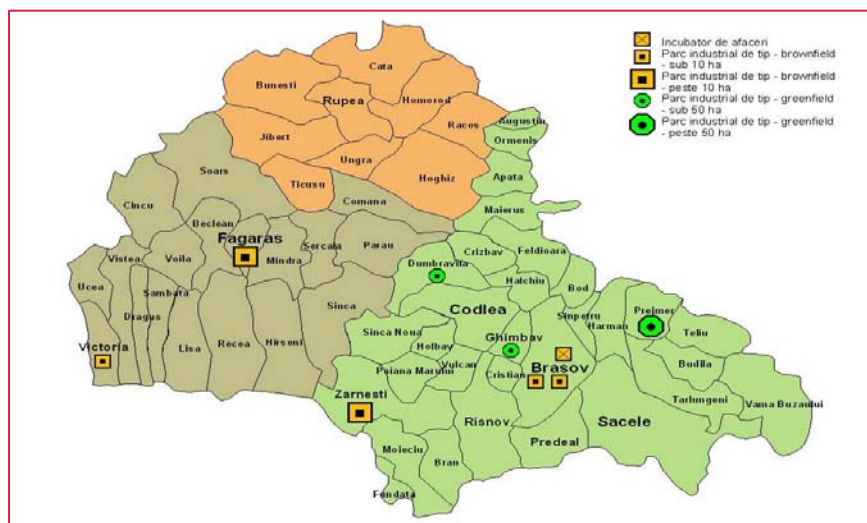 Incubator de afaceri
Parc industrial de tip - brownfield
- sub 10 ha
Parc industrial de tip - brownfield
- peste 10 ha
Parc industrial de tip - greenfield
- sub 50 ha
Parc industrial de tip - greenfield
- peste 50 ha
Cata
Bunesti
Rupea
Homorod
Jibert
Racos
Augustin
Ormenis
Ungra
Soars
Ticusu
Hoghiz
Apata
Comana
Cincu
Beclean
Maierus
Fagaras
Sercaia
Parau
Vistea
Voila
Mindra
Crizbav
Feldioara
Dumbravita
Ucea
Sambata
Halchiu
Bod
Dragus
Sinca
Codlea
Sinpetru
Prejmer
Harman
Teliu
Victoria
Lisa
Recea
Hirseni
Sinca Noua
Ghimbav
Holbav
Budila
Poiana Marului
Vulcan
Cristian
Brasov
Zarnesti
Tarlungeni
Vama Buzaului
Risnov
Sacele
Moieciu
Bran
Predeal
Fundata